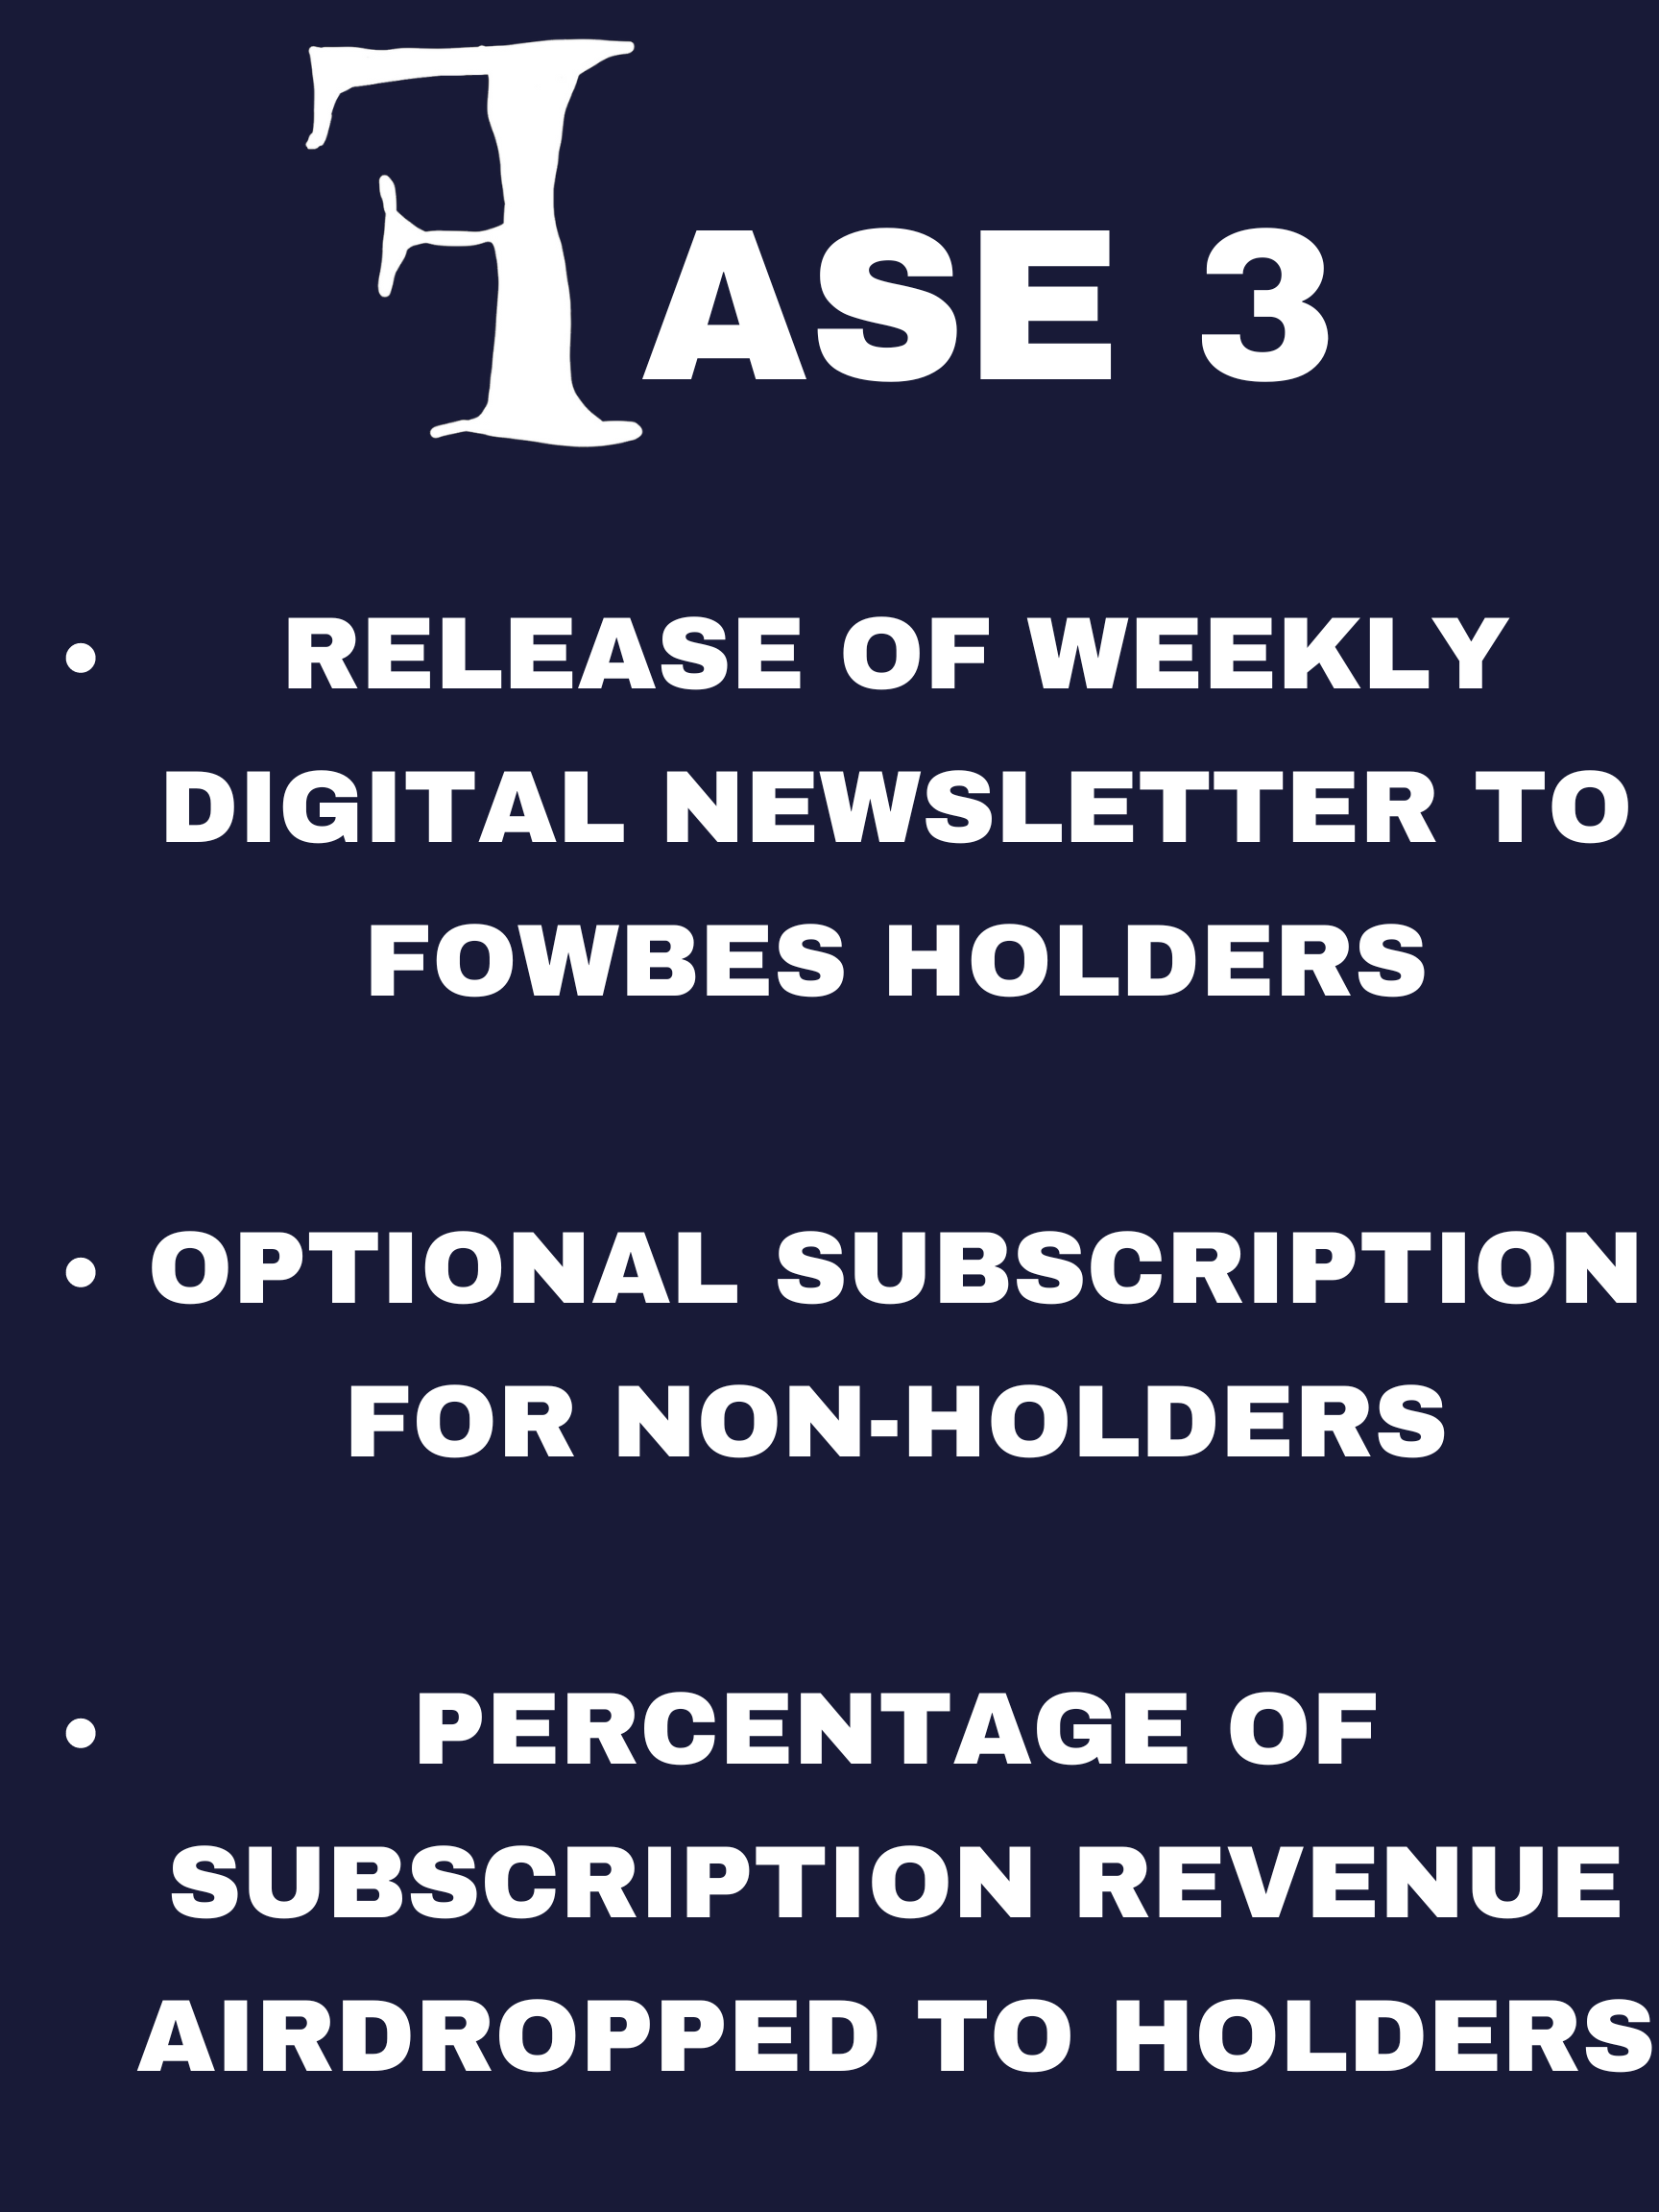 FASE 3
• RELEASE OF WEEKLY
DIGITAL NEWSLETTER TO
FOWBES HOLDERS
• OPTIONAL SUBSCRIPTION
FOR NON-HOLDERS
• PERCENTAGE OF
SUBSCRIPTION REVENUE
AIRDROPPED TO HOLDERS